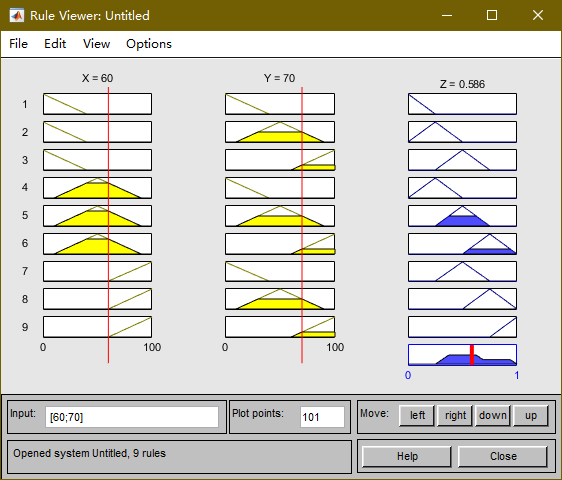 Rule Viewer: Untitled
File Edit View Options
X = 60 Y = 70 Z = 0.586
1
2
3
4
5
6
7
8
9
0 100 0 100
0 1
Input: [60;70] Plot points: 101 Move: left right down up
Opened system Untitled, 9 rules
Help Close